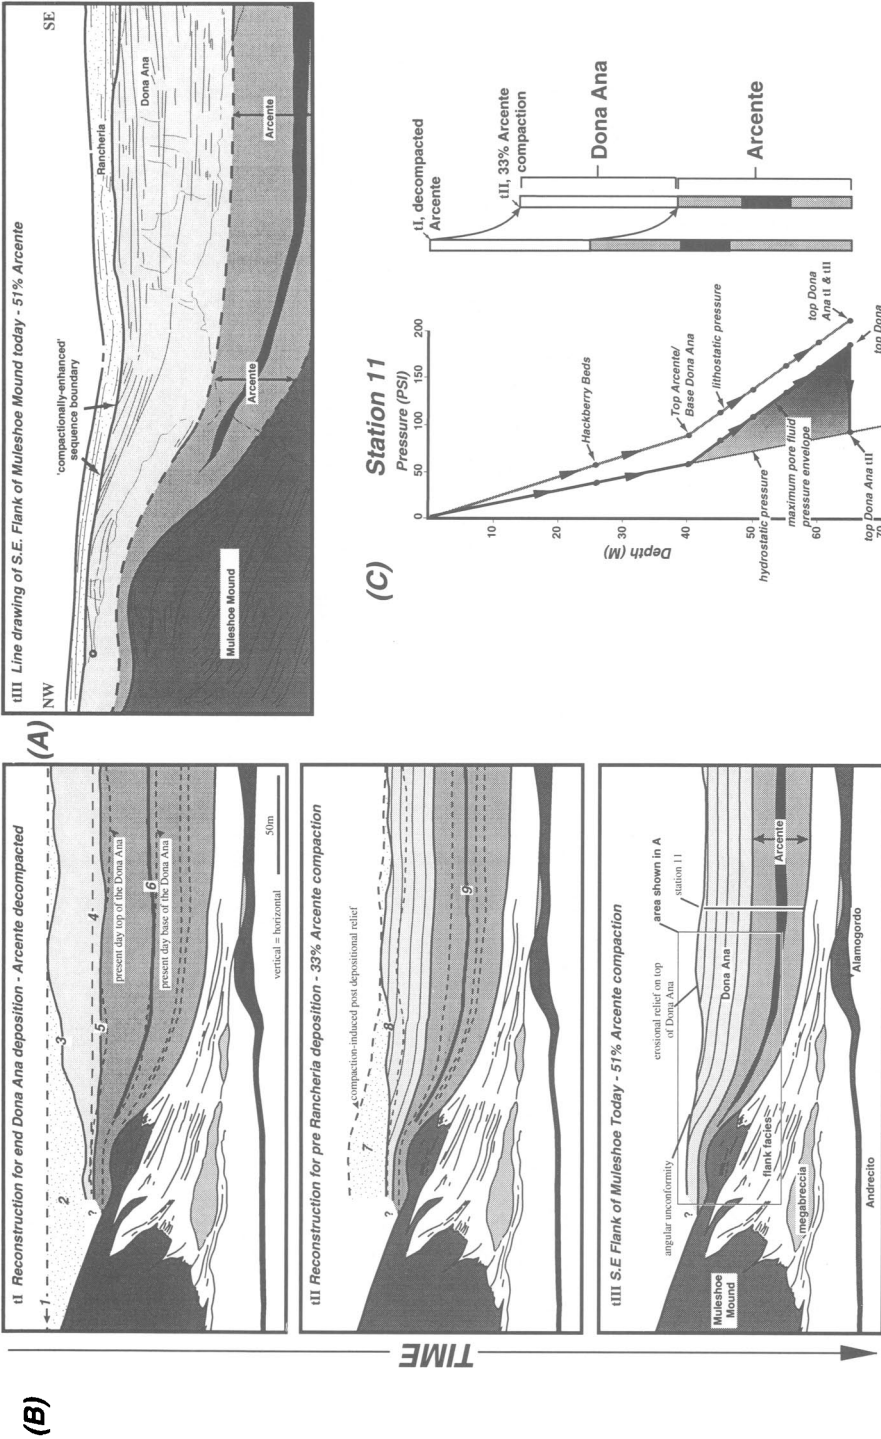 (A)
tIII Line drawing of S.E. Flank of Muleshoe Mound today - 51% Arcente
NW
SE
'compactionally-enhanced'
sequence boundary
Rancheria
Dona Ana
Arcente
Arcente
Muleshoe Mound
(B)
TIME
tI Reconstruction for end Dona Ana deposition - Arcente decompacted
1
2
3
4
5
6
?
present day top of the Dona Ana
present day base of the Dona Ana
50m
vertical = horizontal
tII Reconstruction for pre Rancheria deposition - 33% Arcente compaction
compaction-induced post depositional relief
7
8
9
?
tIII S.E Flank of Muleshoe Today - 51% Arcente compaction
angular unconformity
erosional relief on top
of Dona Ana
area shown in A
station 11
?
Dona Ana
Arcente
Muleshoe
Mound
flank facies
megabreccia
Alamogordo
Andrecito
(C)
Station 11
Pressure (PSI)
0
50
100
150
200
10
20
30
40
50
60
70
Depth (M)
Hackberry Beds
Top Arcente/
Base Dona Ana
lithostatic pressure
hydrostatic pressure
maximum pore fluid
pressure envelope
top Dona
Ana tI & tII
top Dona Ana tII
top Dona
tI, decompacted
Arcente
tII, 33% Arcente
compaction
Dona Ana
Arcente